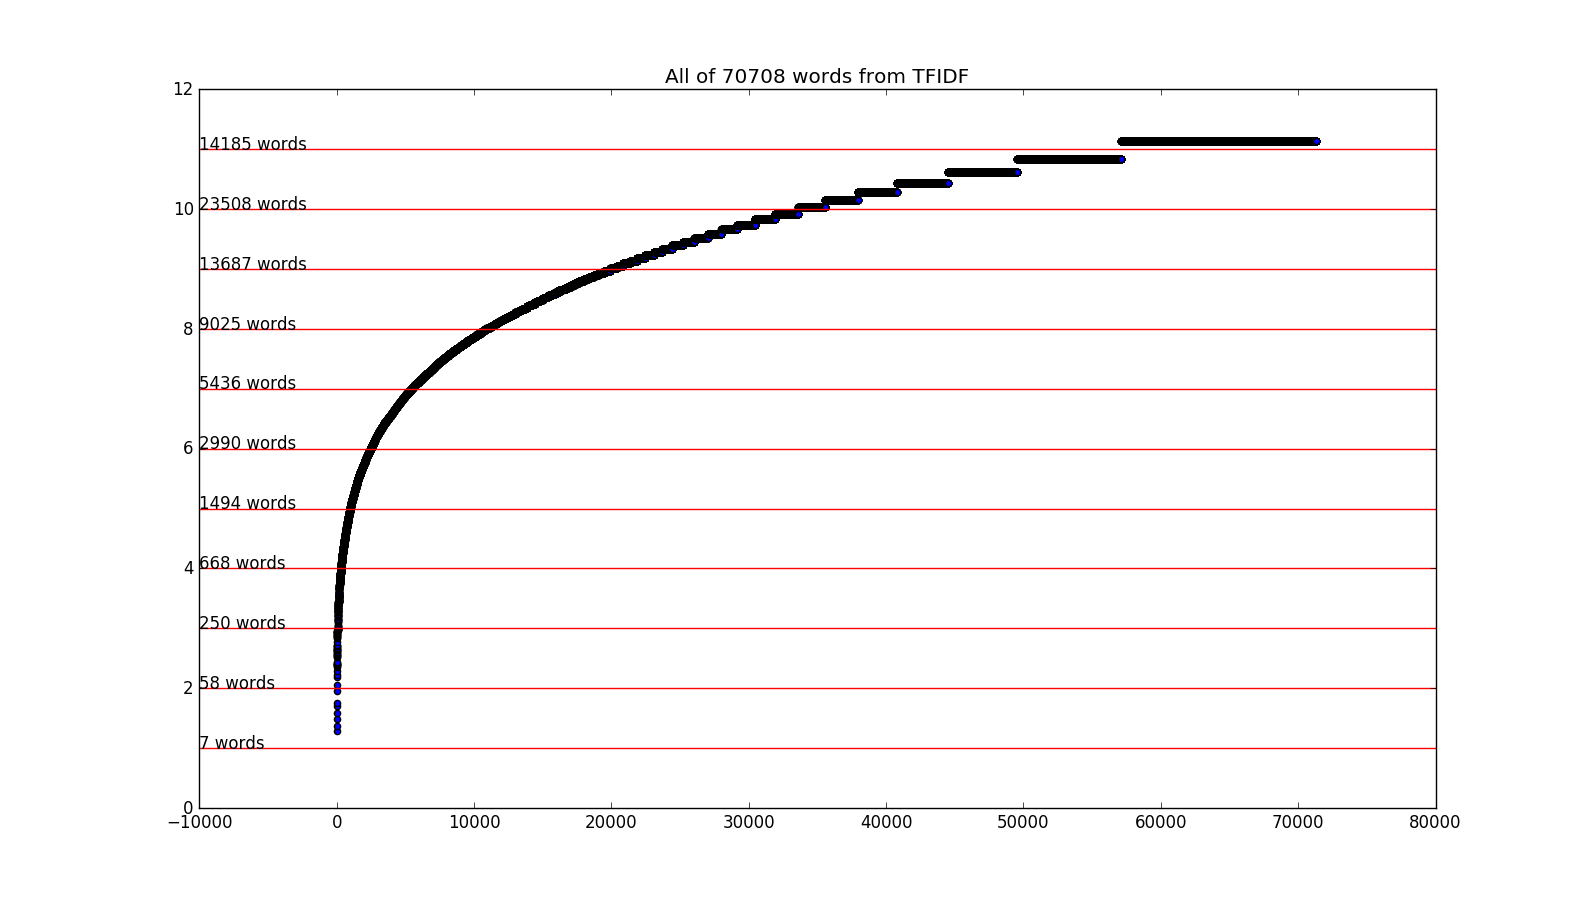 All of 70708 words from TFIDF
12
14185 words
10
23508 words
13687 words
8
9025 words
5436 words
6
2990 words
1494 words
4
668 words
250 words
2
58 words
7 words
0
−10000 0 10000 20000 30000 40000 50000 60000 70000 80000